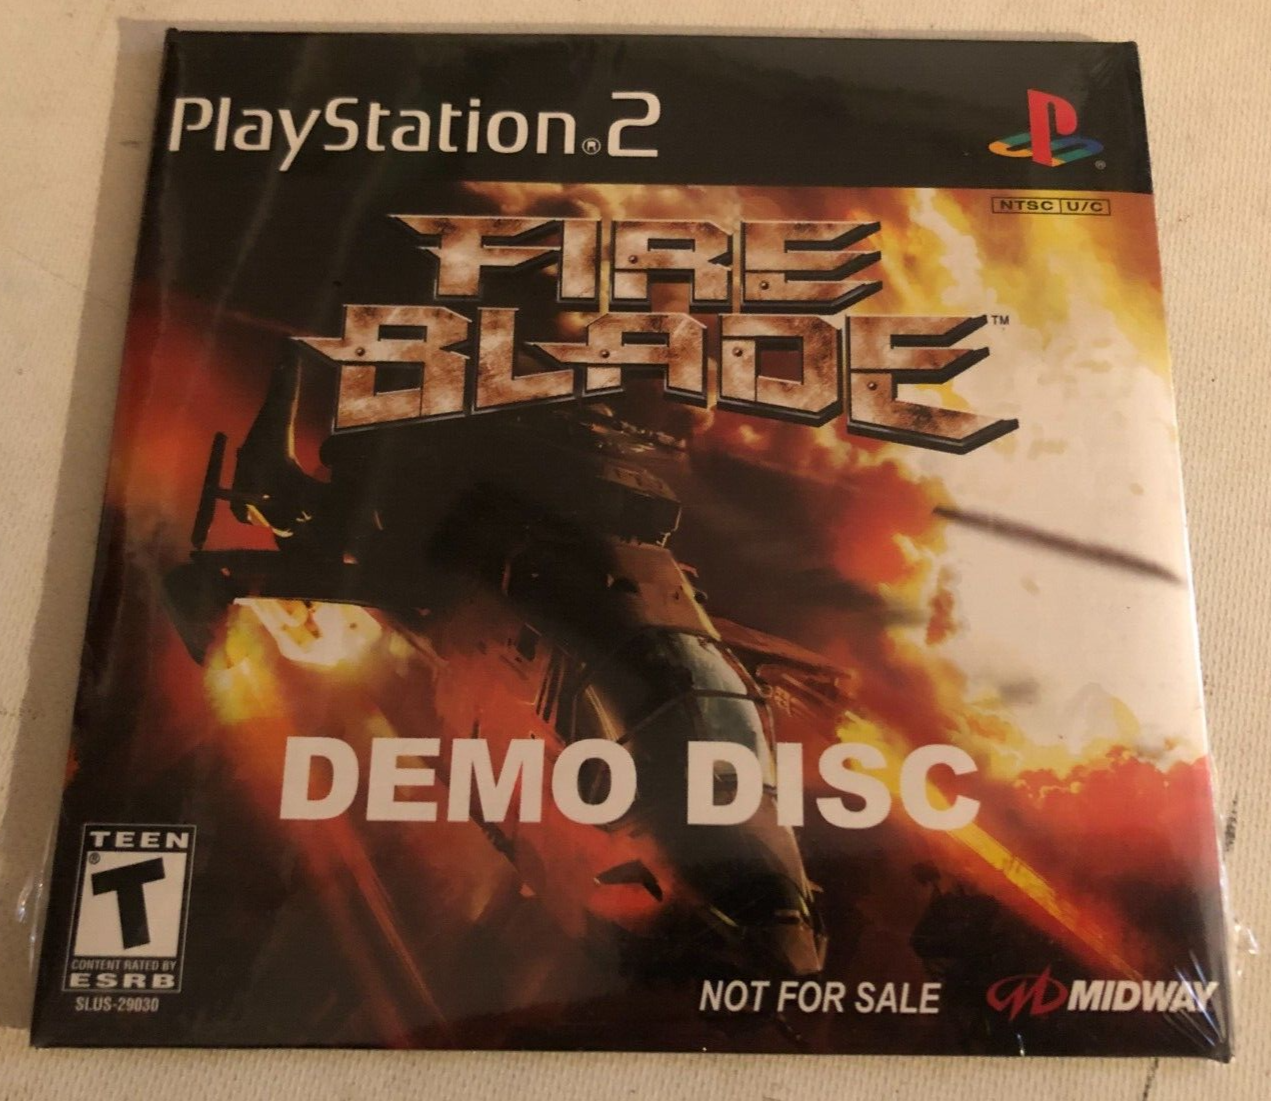 PlayStation®2
NTSC U/C
FIRE
BLADE™
DEMO DISC
TEEN
®
T
CONTENT RATED BY
ESRB
SLUS-29030
NOT FOR SALE
MIDWAY